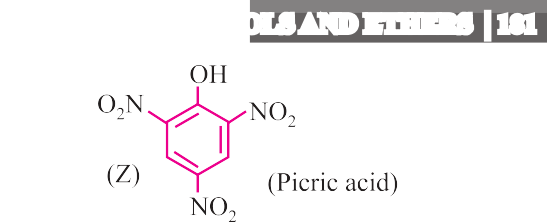 OLS AND ETHERS | 181
OH
O₂N NO₂
(Z) (Picric acid)
NO₂